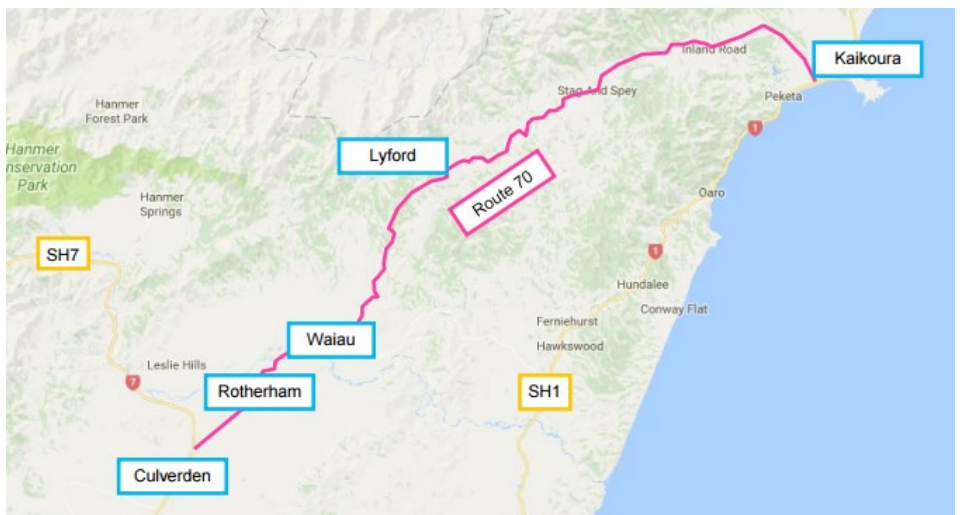 Hanmer
Forest Park
Hanmer
nservation
Park
Hanmer
Springs
SH7
7
Leslie Hills
Lyford
Route 70
Stag And Spey
Inland Road
Kaikoura
Peketa
1
Oaro
1
Hundalee
Conway Flat
Ferniehurst
Hawkswood
SH1
Waiau
Rotherham
Culverden